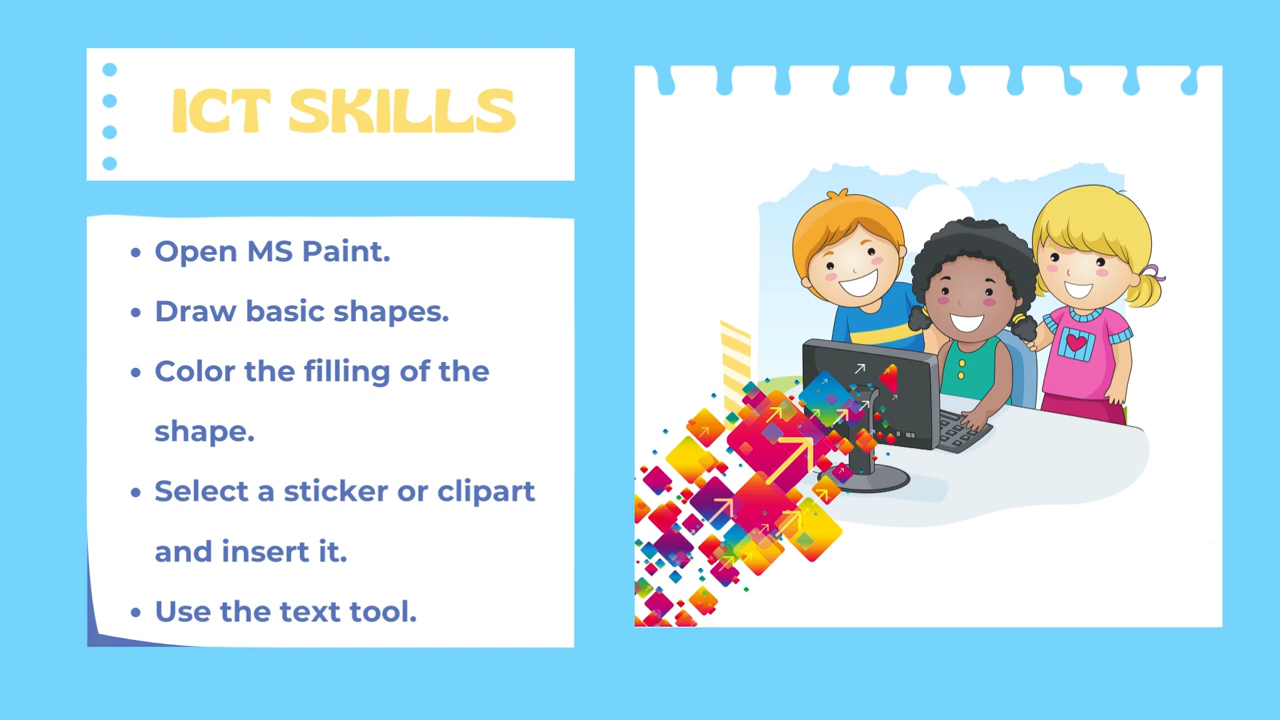 ICT SKILLS
• Open MS Paint.
• Draw basic shapes.
• Color the filling of the
shape.
• Select a sticker or clipart
and insert it.
• Use the text tool.